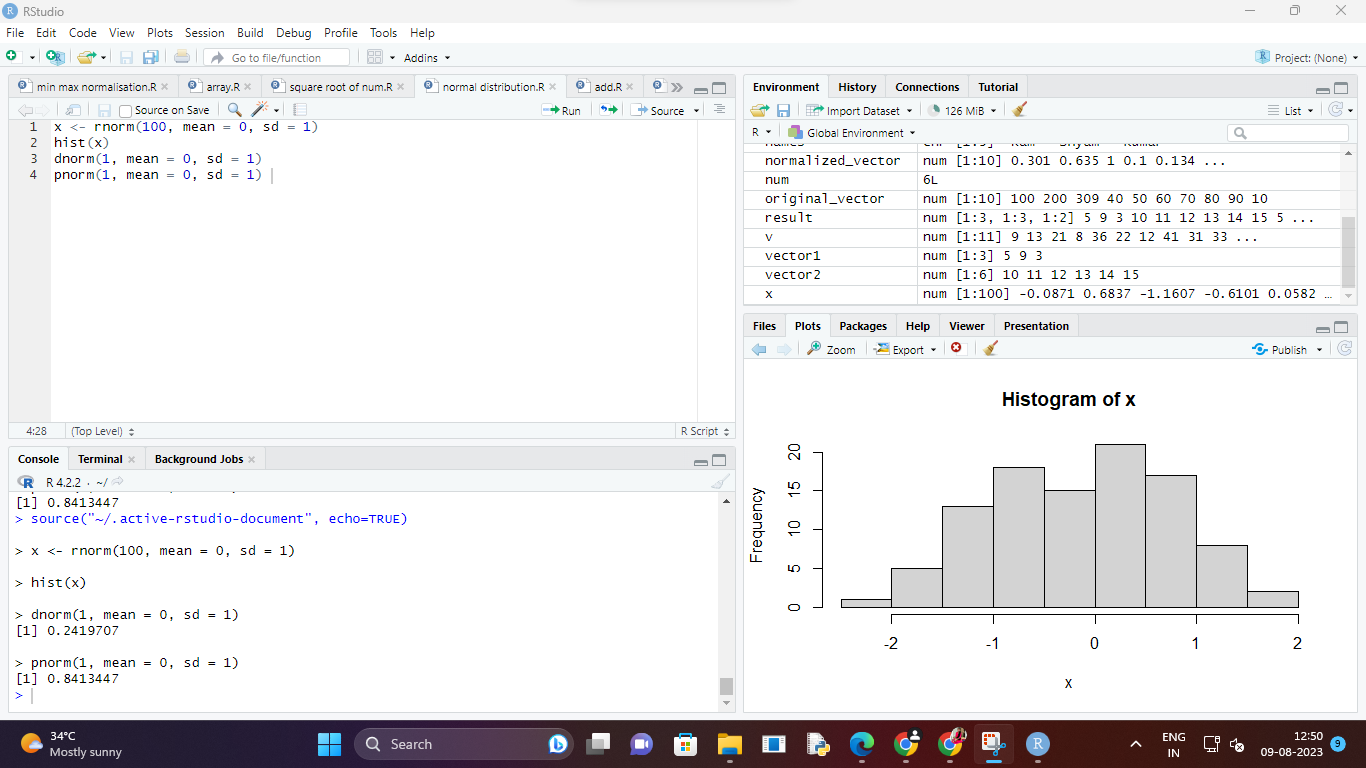 RStudio
File Edit Code View Plots Session Build Debug Profile Tools Help
Go to file/function Addins Project: (None)
min max normalisation.R array.R square root of num.R normal distribution.R add.R
Source on Save Run Source
1 x <- rnorm(100, mean = 0, sd = 1)
2 hist(x)
3 dnorm(1, mean = 0, sd = 1)
4 pnorm(1, mean = 0, sd = 1)
4:28 (Top Level) R Script
Console Terminal Background Jobs
R 4.2.2 · ~/
[1] 0.8413447
> source("~/.active-rstudio-document", echo=TRUE)
> x <- rnorm(100, mean = 0, sd = 1)
> hist(x)
> dnorm(1, mean = 0, sd = 1)
[1] 0.2419707
> pnorm(1, mean = 0, sd = 1)
[1] 0.8413447
>
Environment History Connections Tutorial
Import Dataset 126 MiB List
R Global Environment
normalized_vector num [1:10] 0.301 0.635 1 0.1 0.134 ...
num 6L
original_vector num [1:10] 100 200 309 40 50 60 70 80 90 10
result num [1:3, 1:3, 1:2] 5 9 3 10 11 12 13 14 15 5 ...
v num [1:11] 9 13 21 8 36 22 12 41 31 33 ...
vector1 num [1:3] 5 9 3
vector2 num [1:6] 10 11 12 13 14 15
x num [1:100] -0.0871 0.6837 -1.1607 -0.6101 0.0582 …
Files Plots Packages Help Viewer Presentation
Zoom Export Publish
Histogram of x
Frequency
20
15
10
5
0
-2 -1 0 1 2
x
34°C
Mostly sunny
Search
ENG
IN
12:50
09-08-2023
9